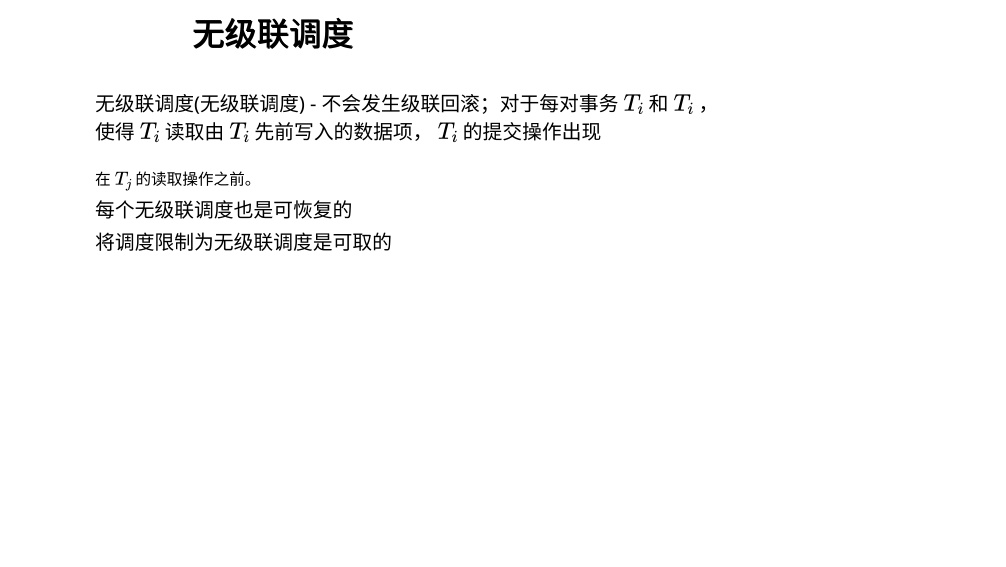 无级联调度
无级联调度(无级联调度) - 不会发生级联回滚；对于每对事务 $T_i$ 和 $T_i$ ，
使得 $T_i$ 读取由 $T_i$ 先前写入的数据项， $T_i$ 的提交操作出现
在 $T_j$ 的读取操作之前。
每个无级联调度也是可恢复的
将调度限制为无级联调度是可取的